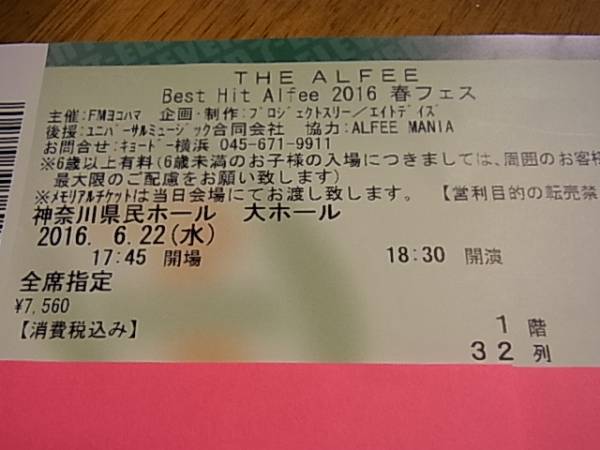 THE ALFEE
Best Hit Alfee 2016 春フェス
主催:FMヨコハマ 企画・制作:プロジェクトスリー/エイトデイズ
後援:ユニバーサルミュージック合同会社 協力:ALFEE MANIA
お問合せ:キョードー横浜 045-671-9911
※6歳以上有料(6歳未満のお子様の入場につきましては、周囲のお客様
最大限のご配慮をお願い致します)
※メモリアルチケットは当日会場にてお渡し致します。 【営利目的の転売禁
神奈川県民ホール 大ホール
2016. 6.22(水)
17:45 開場 18:30 開演
全席指定
¥7,560
【消費税込み】
1 階
32 列